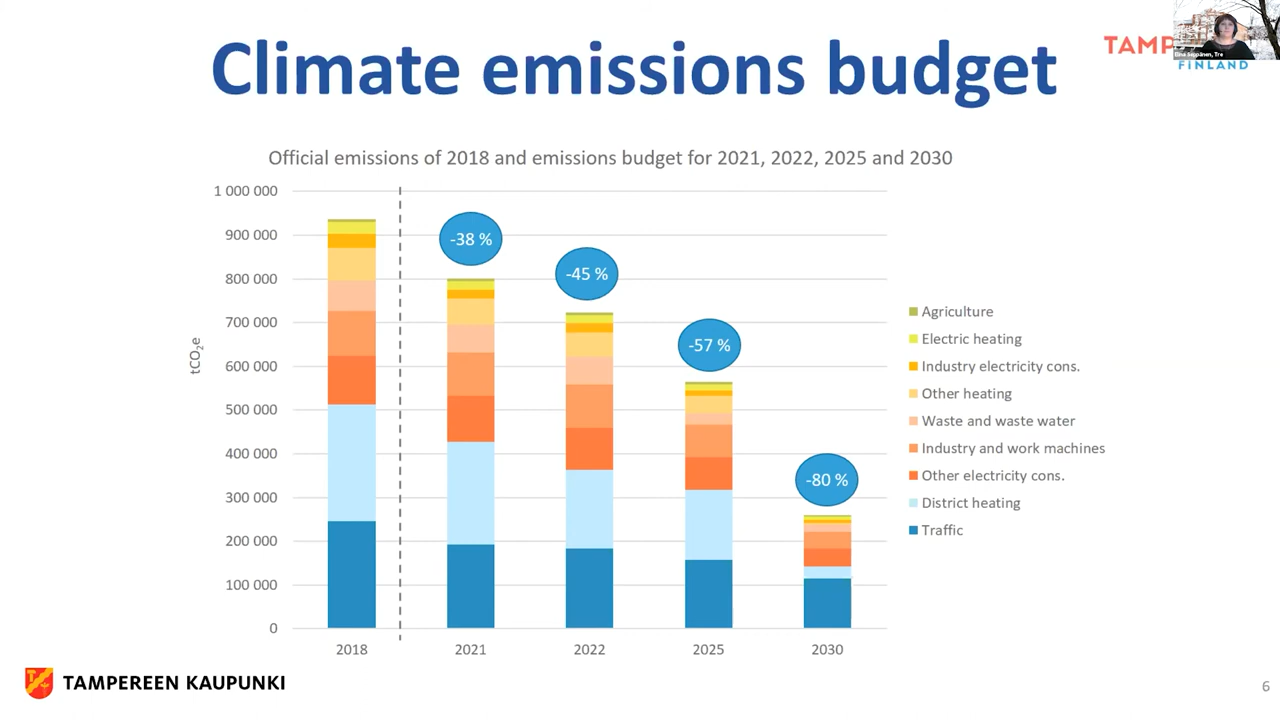 Climate emissions budget
TAMP
FINLAND
Official emissions of 2018 and emissions budget for 2021, 2022, 2025 and 2030
1 000 000
900 000
800 000
700 000
600 000
500 000
400 000
300 000
200 000
100 000
0
tCO₂e
-38 %
-45 %
-57 %
-80 %
2018
2021
2022
2025
2030
Agriculture
Electric heating
Industry electricity cons.
Other heating
Waste and waste water
Industry and work machines
Other electricity cons.
District heating
Traffic
TAMPEREEN KAUPUNKI
6